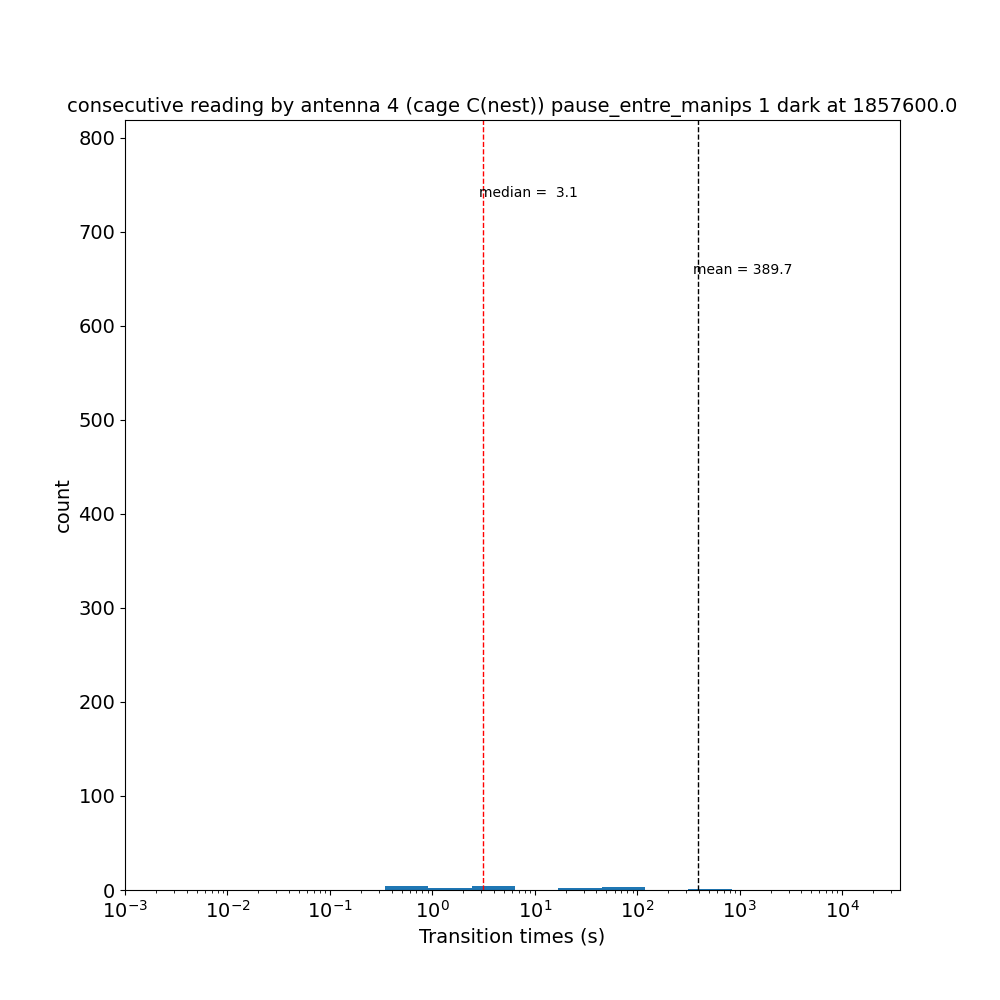 consecutive reading by antenna 4 (cage C(nest)) pause_entre_manips 1 dark at 1857600.0
800
median =  3.1
700
mean = 389.7
600
500
400
count
300
200
100
0
10⁻³ 10⁻² 10⁻¹ 10⁰ 10¹ 10² 10³ 10⁴
Transition times (s)